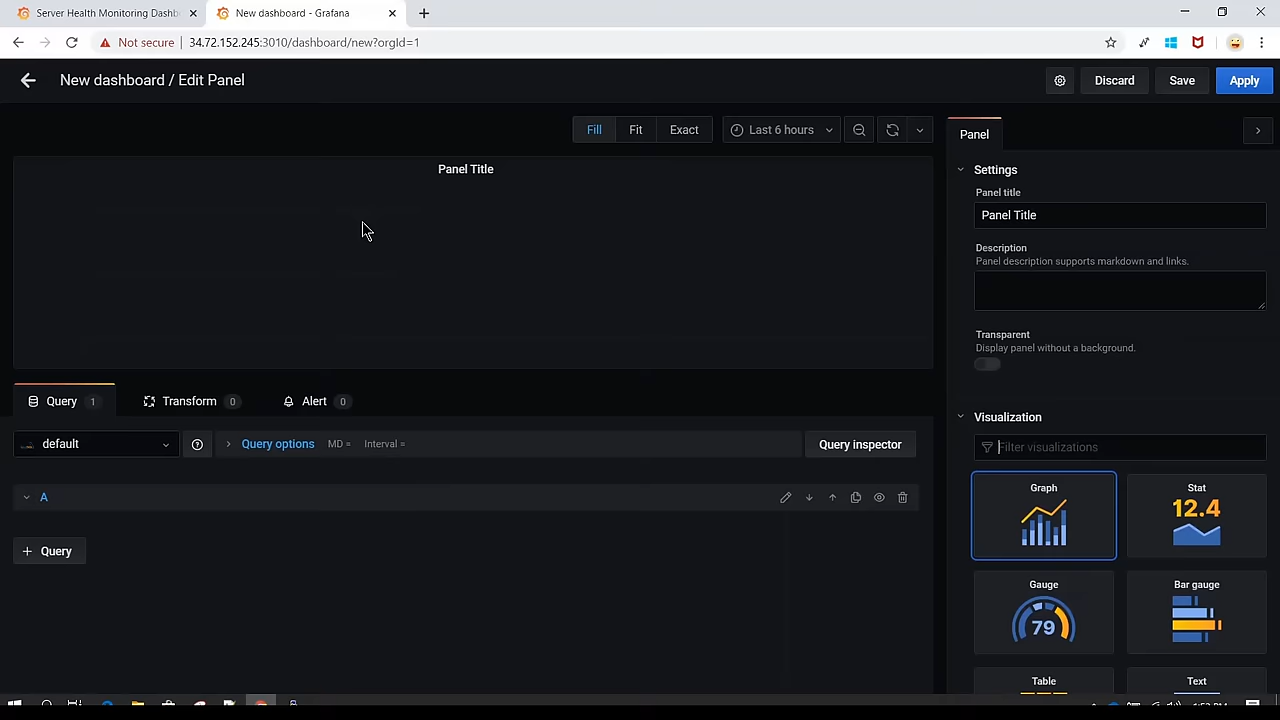 Server Health Monitoring Dashb
New dashboard - Grafana
Not secure
34.72.152.245:3010/dashboard/new?orgId=1
New dashboard / Edit Panel
Discard
Save
Apply
Fill
Fit
Exact
Last 6 hours
Panel
Panel Title
Settings
Panel title
Panel Title
Description
Panel description supports markdown and links.
Transparent
Display panel without a background.
Query 1
Transform 0
Alert 0
default
Query options
MD =
Interval =
Query inspector
A
+ Query
Visualization
Filter visualizations
Graph
Stat
12.4
Gauge
79
Bar gauge
Table
Text